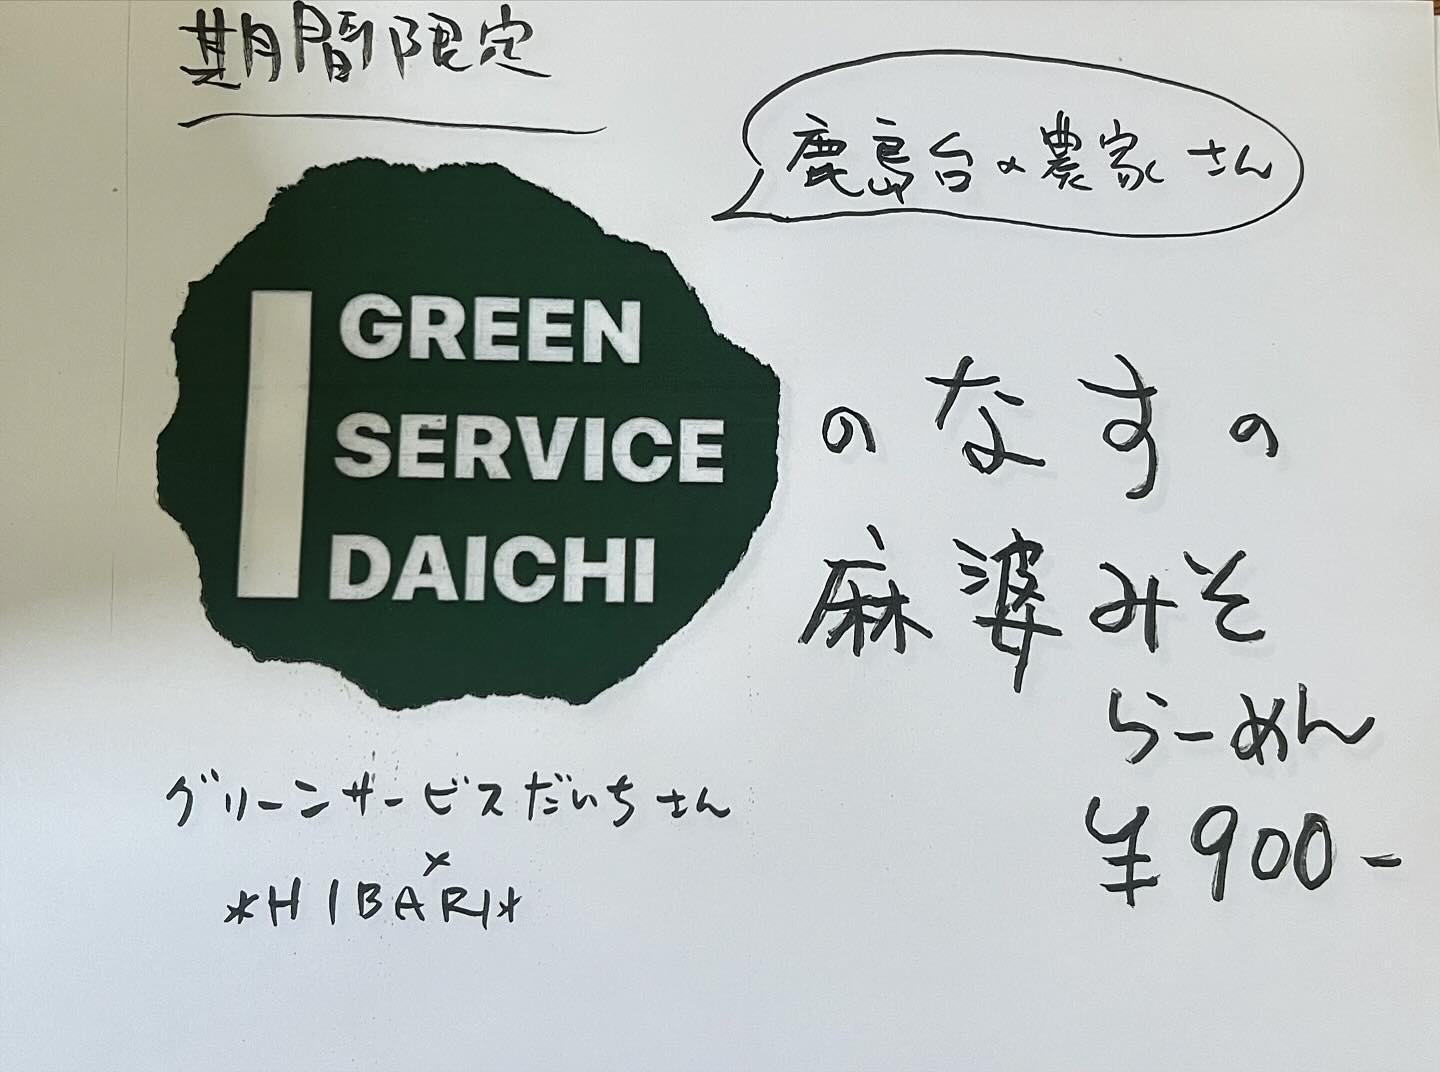 期間限定
鹿島台の農家さん
GREEN
SERVICE
DAICHI
のなすの
麻婆みそ
らーめん
¥900-
グリーンサービスだいちさん
×
*HIBARI*